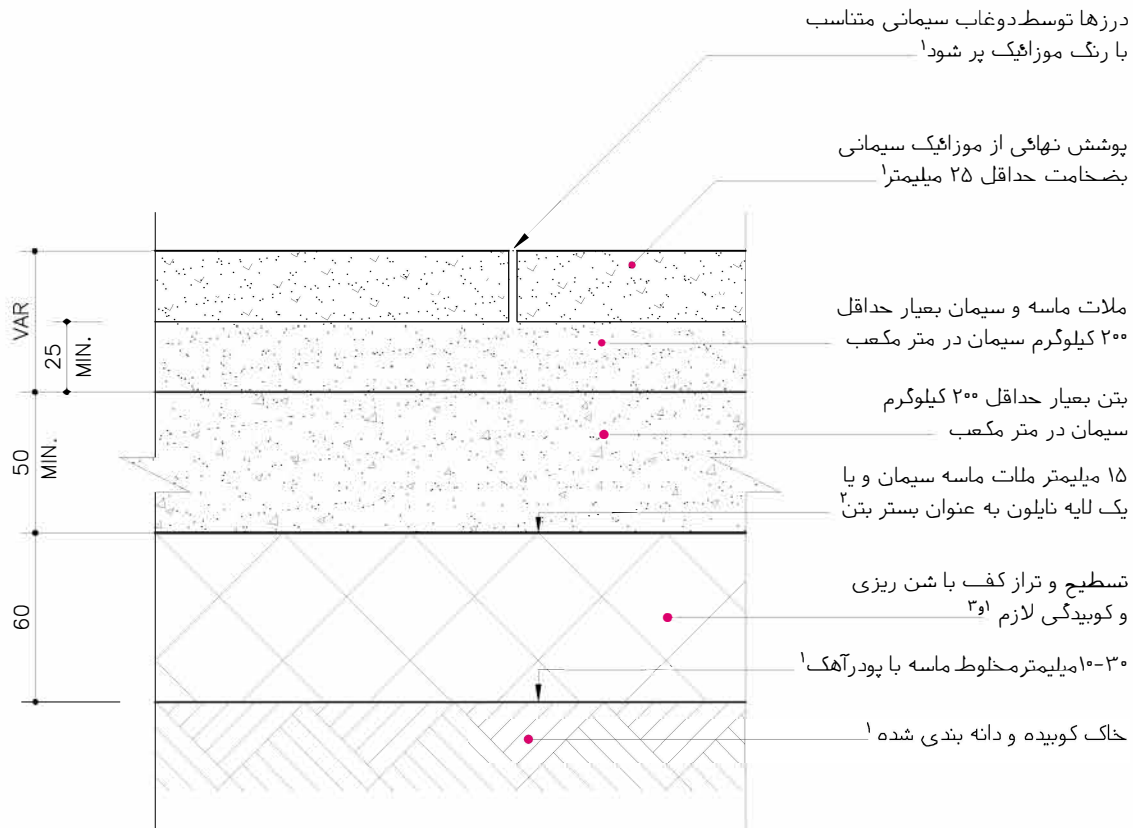 درزها توسط دوغاب سیمانی متناسب
با رنگ موزائیک پر شود۱
پوشش نهائی از موزائیک سیمانی
بضخامت حداقل ۲۵ میلیمتر۱
ملات ماسه و سیمان بعیار حداقل
۲۰۰ کیلوگرم سیمان در متر مکعب
بتن بعیار حداقل ۲۰۰ کیلوگرم
سیمان در متر مکعب
۱۵ میلیمتر ملات ماسه سیمان و یا
یک لایه نایلون به عنوان بستر بتن۲
تسطیح و تراز کف با شن ریزی
و کوبیدگی لازم ۱و۳
۱۰-۳۰میلیمترمخلوط ماسه با پودرآهک۱
خاک کوبیده و دانه بندی شده ۱
VAR
25
MIN.
50
MIN.
60